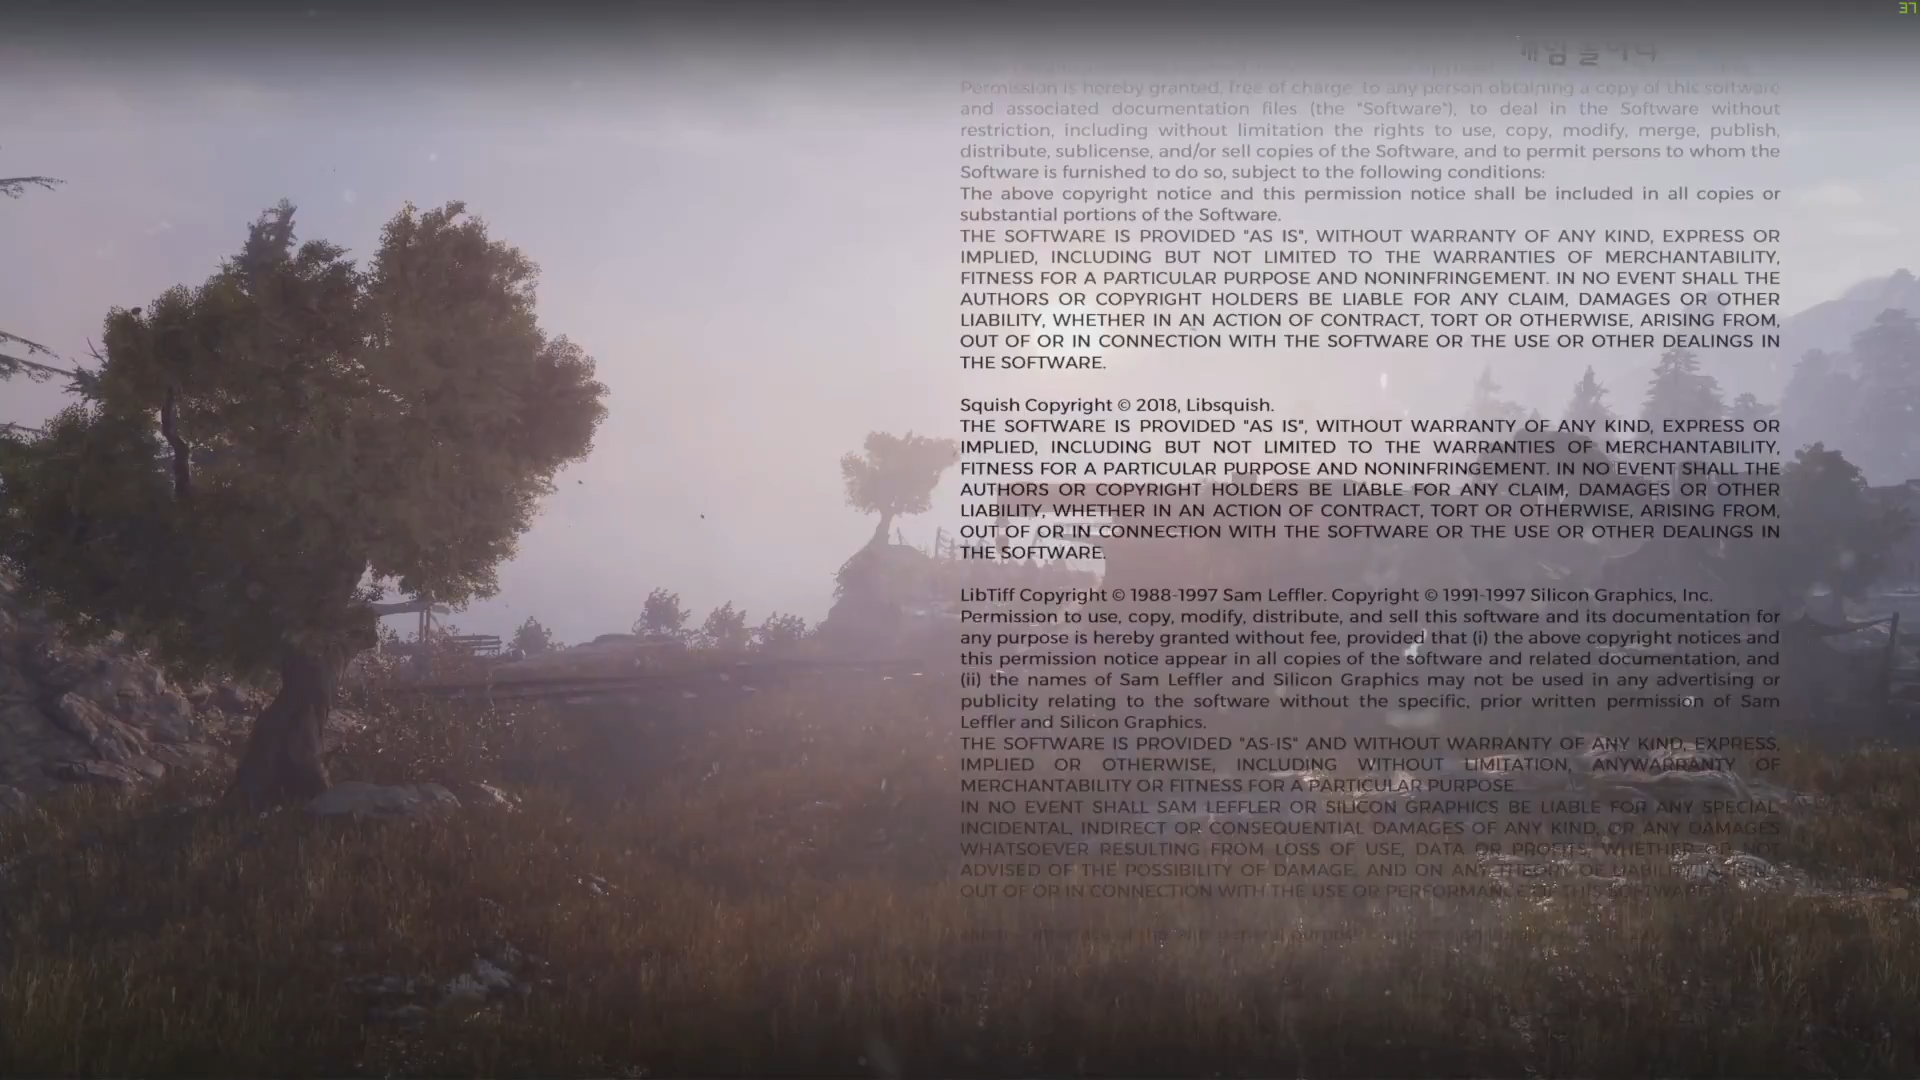 37
Permission is hereby granted, free of charge, to any person obtaining a copy of this software
and associated documentation files (the "Software"), to deal in the Software without
restriction, including without limitation the rights to use, copy, modify, merge, publish,
distribute, sublicense, and/or sell copies of the Software, and to permit persons to whom the
Software is furnished to do so, subject to the following conditions:
The above copyright notice and this permission notice shall be included in all copies or
substantial portions of the Software.
THE SOFTWARE IS PROVIDED "AS IS", WITHOUT WARRANTY OF ANY KIND, EXPRESS OR
IMPLIED, INCLUDING BUT NOT LIMITED TO THE WARRANTIES OF MERCHANTABILITY,
FITNESS FOR A PARTICULAR PURPOSE AND NONINFRINGEMENT. IN NO EVENT SHALL THE
AUTHORS OR COPYRIGHT HOLDERS BE LIABLE FOR ANY CLAIM, DAMAGES OR OTHER
LIABILITY, WHETHER IN AN ACTION OF CONTRACT, TORT OR OTHERWISE, ARISING FROM,
OUT OF OR IN CONNECTION WITH THE SOFTWARE OR THE USE OR OTHER DEALINGS IN
THE SOFTWARE.
Squish Copyright © 2018, Libsquish.
THE SOFTWARE IS PROVIDED "AS IS", WITHOUT WARRANTY OF ANY KIND, EXPRESS OR
IMPLIED, INCLUDING BUT NOT LIMITED TO THE WARRANTIES OF MERCHANTABILITY,
FITNESS FOR A PARTICULAR PURPOSE AND NONINFRINGEMENT. IN NO EVENT SHALL THE
AUTHORS OR COPYRIGHT HOLDERS BE LIABLE FOR ANY CLAIM, DAMAGES OR OTHER
LIABILITY, WHETHER IN AN ACTION OF CONTRACT, TORT OR OTHERWISE, ARISING FROM,
OUT OF OR IN CONNECTION WITH THE SOFTWARE OR THE USE OR OTHER DEALINGS IN
THE SOFTWARE.
LibTiff Copyright © 1988-1997 Sam Leffler. Copyright © 1991-1997 Silicon Graphics, Inc.
Permission to use, copy, modify, distribute, and sell this software and its documentation for
any purpose is hereby granted without fee, provided that (i) the above copyright notices and
this permission notice appear in all copies of the software and related documentation, and
(ii) the names of Sam Leffler and Silicon Graphics may not be used in any advertising or
publicity relating to the software without the specific, prior written permission of Sam
Leffler and Silicon Graphics.
THE SOFTWARE IS PROVIDED "AS-IS" AND WITHOUT WARRANTY OF ANY KIND, EXPRESS,
IMPLIED OR OTHERWISE, INCLUDING WITHOUT LIMITATION, ANYWARRANTY OF
MERCHANTABILITY OR FITNESS FOR A PARTICULAR PURPOSE.
IN NO EVENT SHALL SAM LEFFLER OR SILICON GRAPHICS BE LIABLE FOR ANY SPECIAL,
INCIDENTAL, INDIRECT OR CONSEQUENTIAL DAMAGES OF ANY KIND, OR ANY DAMAGES
WHATSOEVER RESULTING FROM LOSS OF USE, DATA OR PROFITS, WHETHER OR NOT
ADVISED OF THE POSSIBILITY OF DAMAGE, AND ON ANY THEORY OF LIABILITY, ARISING
OUT OF OR IN CONNECTION WITH THE USE OR PERFORMANCE OF THIS SOFTWARE.